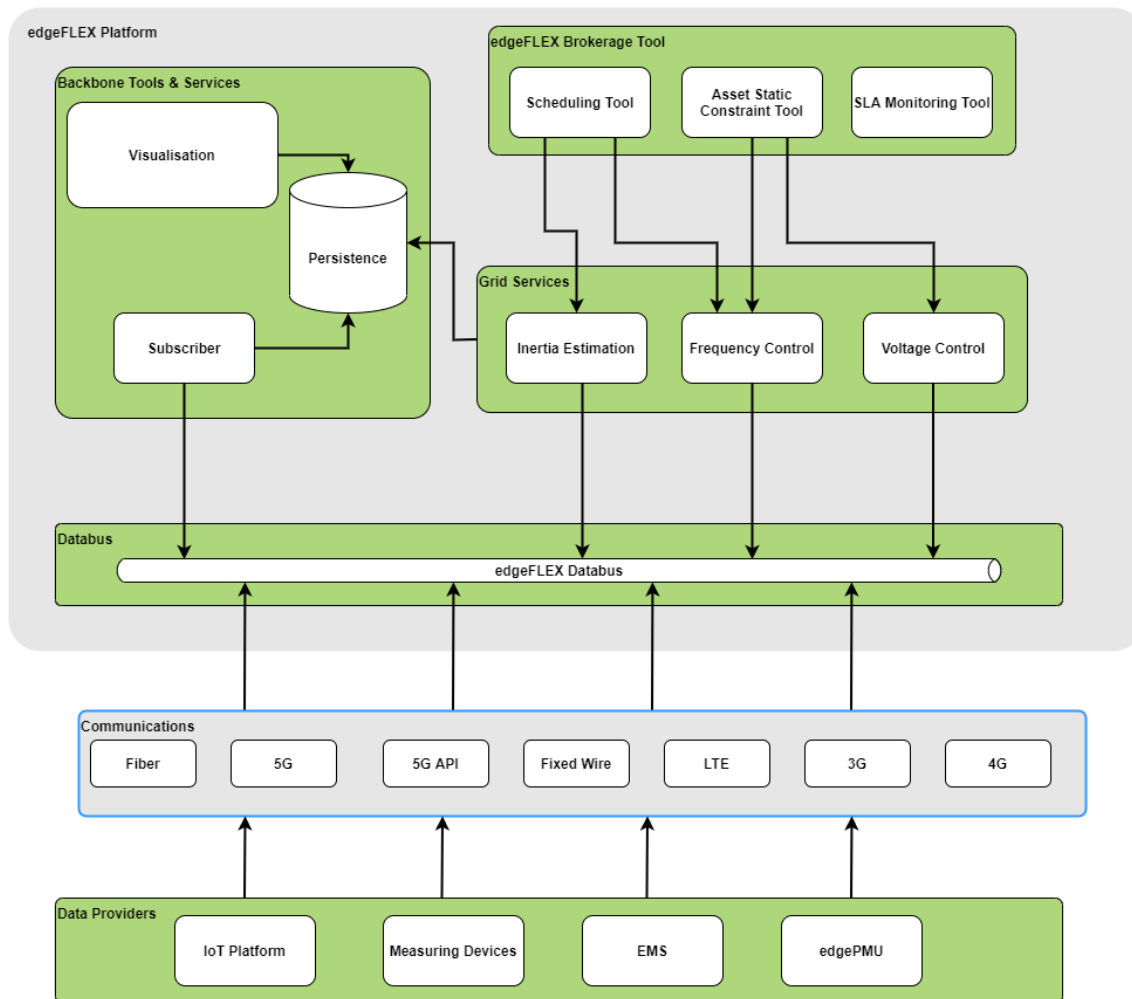 edgeFLEX Platform
edgeFLEX Brokerage Tool
Scheduling Tool
Asset Static
Constraint Tool
SLA Monitoring Tool
Backbone Tools & Services
Visualisation
Persistence
Subscriber
Grid Services
Inertia Estimation
Frequency Control
Voltage Control
Databus
edgeFLEX Databus
Communications
Fiber
5G
5G API
Fixed Wire
LTE
3G
4G
Data Providers
IoT Platform
Measuring Devices
EMS
edgePMU